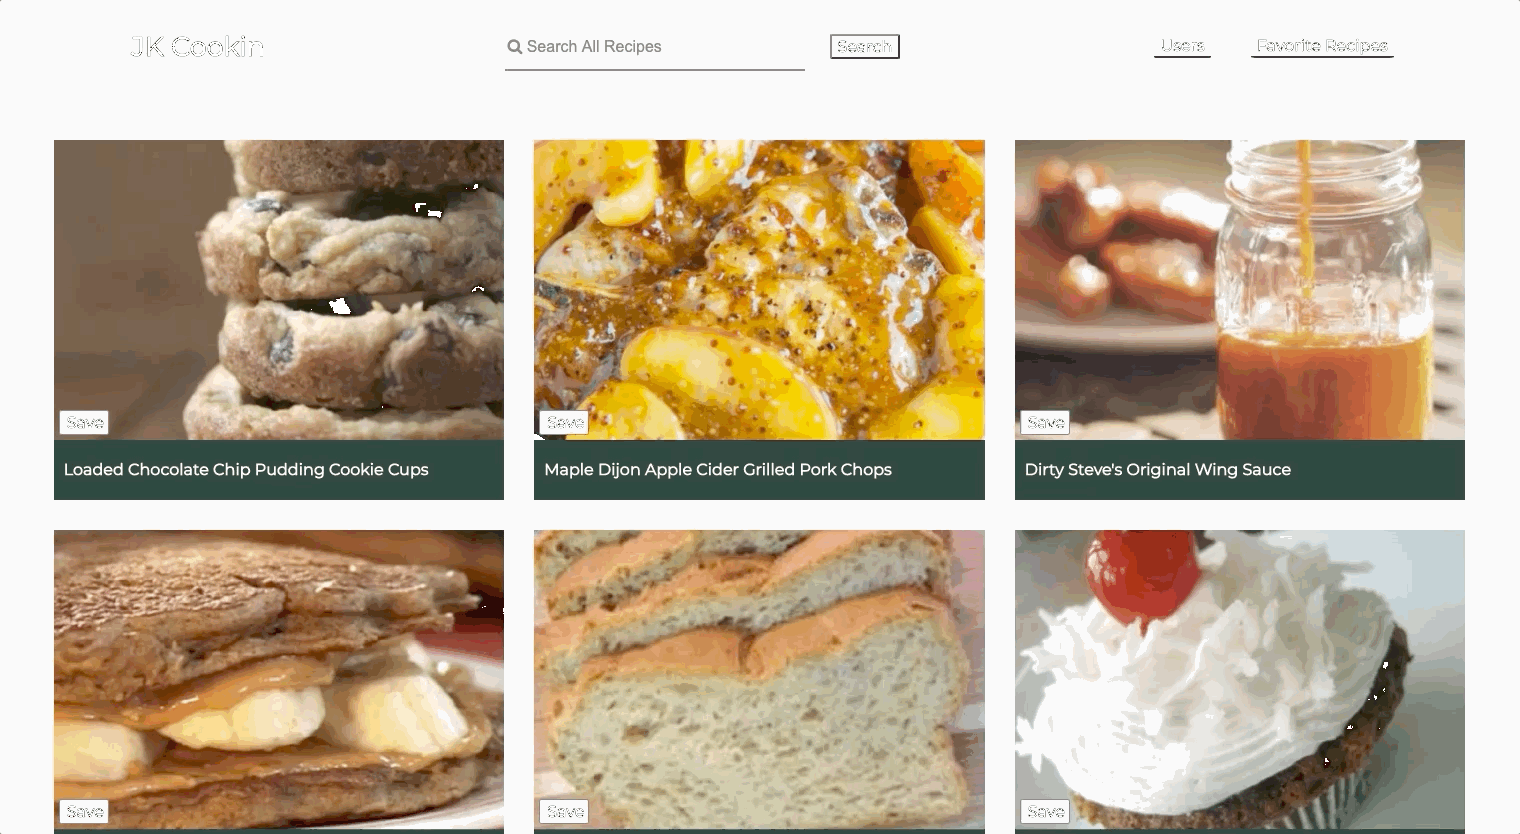 JK Cookin
Search All Recipes
Search
Users
Favorite Recipes
Save
Save
Save
Loaded Chocolate Chip Pudding Cookie Cups
Maple Dijon Apple Cider Grilled Pork Chops
Dirty Steve's Original Wing Sauce
Save
Save
Save